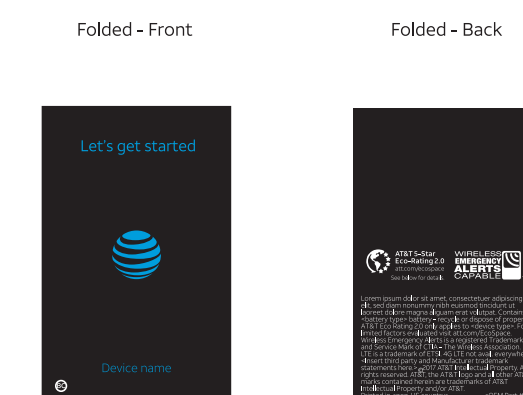 Folded - Front
Folded - Back
Let's get started
Device name
AT&T 5-Star
Eco-Rating 2.0
att.com/ecospace
See below for details.
WIRELESS
EMERGENCY
ALERTS
CAPABLE
Lorem ipsum dolor sit amet, consectetuer adipiscing
elit, sed diam nonummy nibh euismod tincidunt ut
laoreet dolore magna aliquam erat volutpat. Contain
<battery type> battery – recycle or dispose of proper
AT&T Eco Rating 2.0 only applies to <device type>. Fo
limited factors evaluated visit att.com/EcoSpace.
Wireless Emergency Alerts is a registered Trademark
and Service Mark of CTIA – The Wireless Association.
LTE is a trademark of ETSI. 4G LTE not avail. everywhe
<Insert third party and Manufacturer trademark
statements here.> ©2017 AT&T Intellectual Property. A
rights reserved. AT&T, the AT&T logo and all other AT
marks contained herein are trademarks of AT&T
Intellectual Property and/or AT&T.